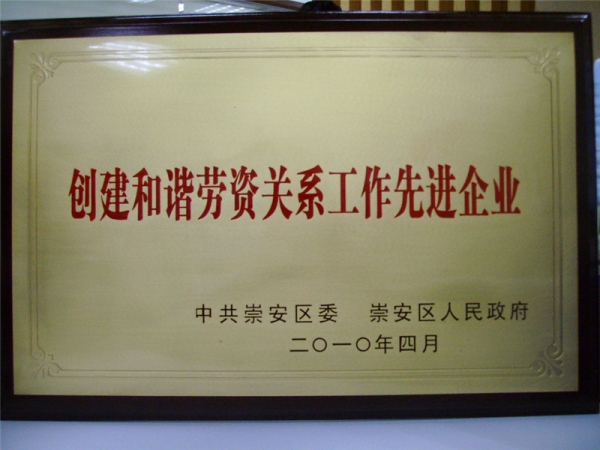 创建和谐劳资关系工作先进企业
中共崇安区委 崇安区人民政府
二〇一〇年四月